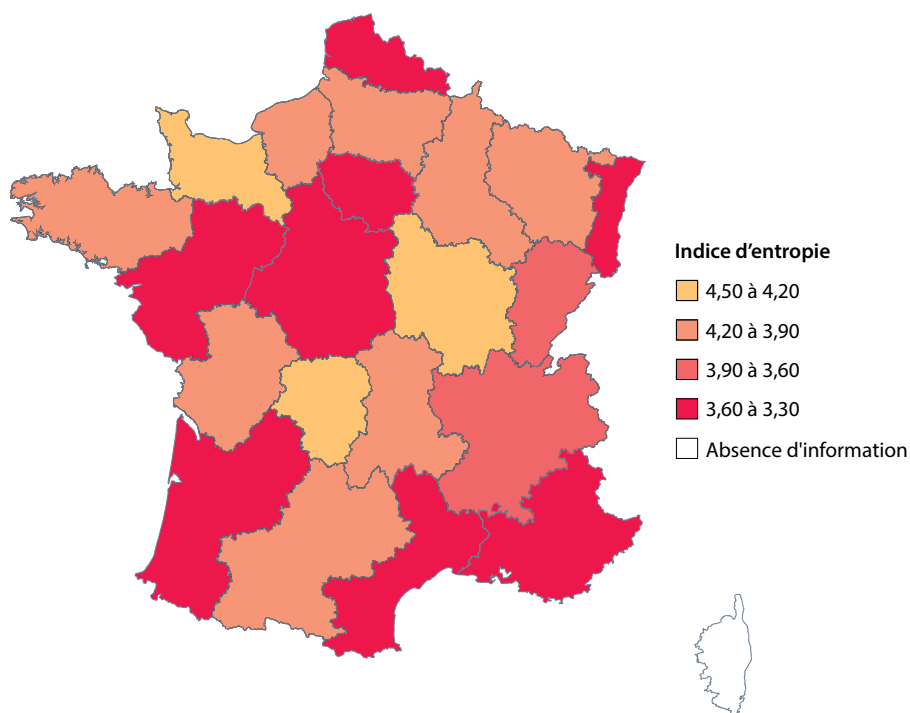 Indice d’entropie
4,50 à 4,20
4,20 à 3,90
3,90 à 3,60
3,60 à 3,30
Absence d'information